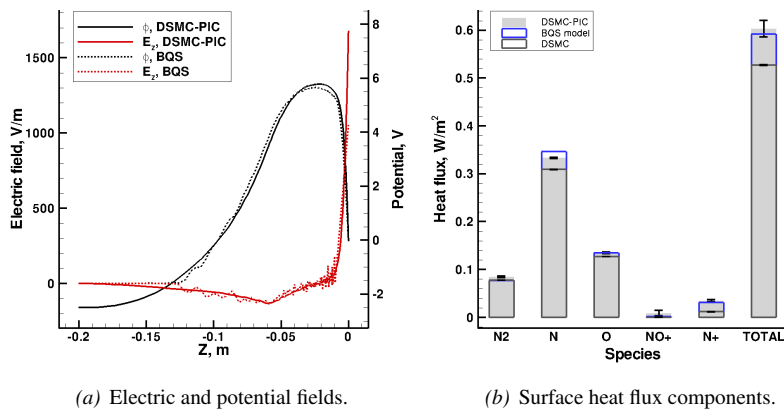 ϕ, DSMC-PIC
E_z, DSMC-PIC
ϕ, BQS
E_z, BQS
Electric field, V/m
1500
1000
500
0
Potential, V
8
6
4
2
0
-2
-0.2
-0.15
-0.1
-0.05
0
Z, m
(a) Electric and potential fields.
DSMC-PIC
BQS model
DSMC
Heat flux, W/m²
0.6
0.5
0.4
0.3
0.2
0.1
0
N2
N
O
NO+
N+
TOTAL
Species
(b) Surface heat flux components.